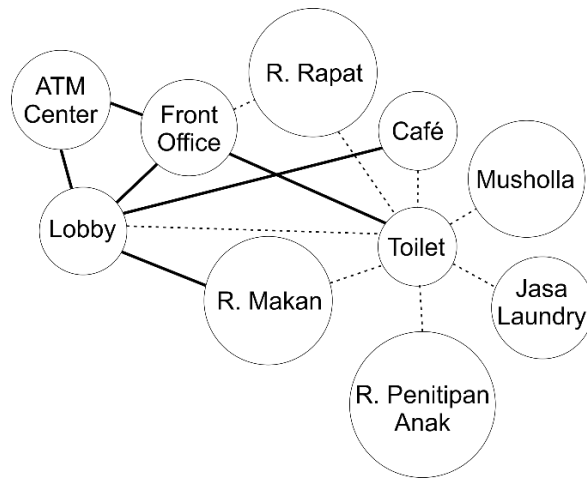 R. Rapat
ATM
Center
Front
Office
Café
Musholla
Lobby
Toilet
R. Makan
Jasa
Laundry
R. Penitipan
Anak